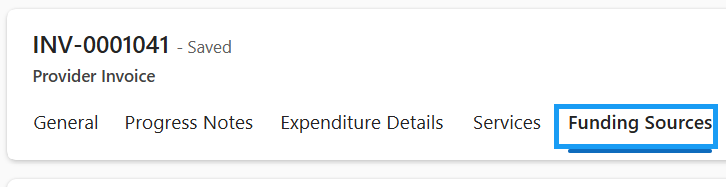 INV-0001041 - Saved
Provider Invoice
General Progress Notes Expenditure Details Services Funding Sources